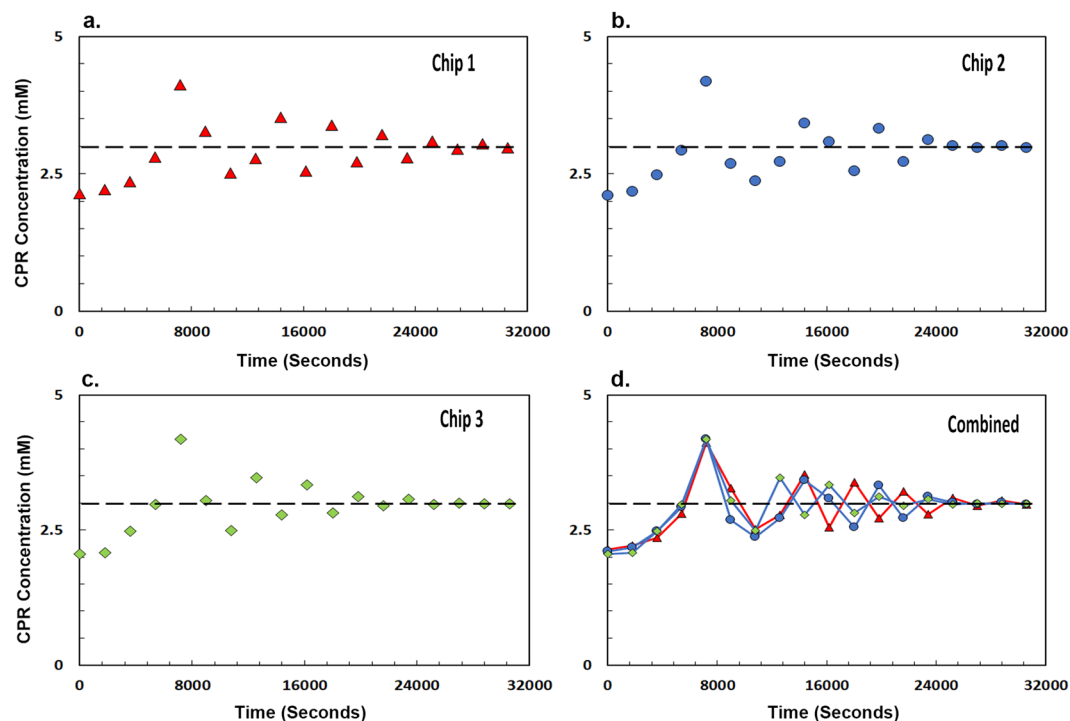 a.
Chip 1
CPR Concentration (mM)
5
2.5
0
0 8000 16000 24000 32000
Time (Seconds)
b.
Chip 2
5
2.5
0
0 8000 16000 24000 32000
Time (Seconds)
c.
Chip 3
CPR Concentration (mM)
5
2.5
0
0 8000 16000 24000 32000
Time (Seconds)
d.
Combined
5
2.5
0
0 8000 16000 24000 32000
Time (Seconds)